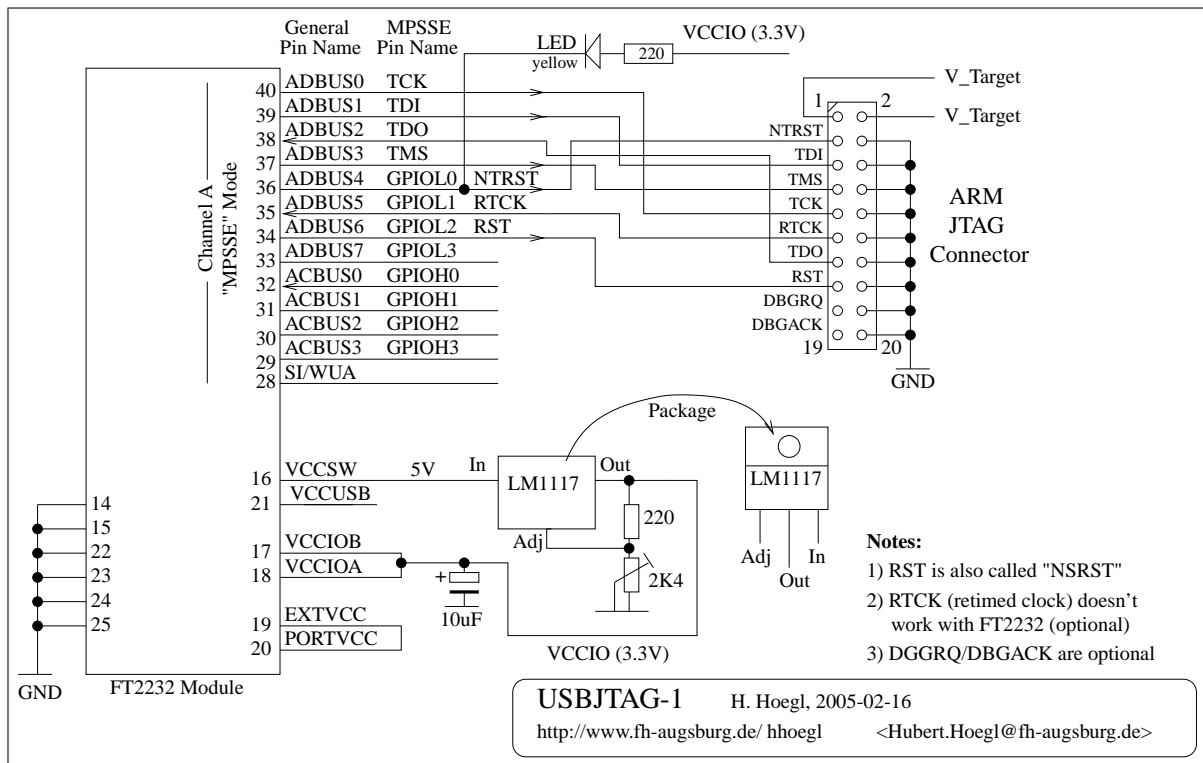 General MPSSE
Pin Name Pin Name
LED
yellow
220
VCCIO (3.3V)
Channel A
"MPSSE" Mode
40 ADBUS0 TCK
39 ADBUS1 TDI
38 ADBUS2 TDO
37 ADBUS3 TMS
36 ADBUS4 GPIOL0 NTRST
35 ADBUS5 GPIOL1 RTCK
34 ADBUS6 GPIOL2 RST
33 ADBUS7 GPIOL3
32 ACBUS0 GPIOH0
31 ACBUS1 GPIOH1
30 ACBUS2 GPIOH2
29 ACBUS3 GPIOH3
28 SI/WUA
V_Target
V_Target
1 2
NTRST
TDI
TMS
TCK
RTCK
TDO
RST
DBGRQ
DBGACK
19 20
ARM
JTAG
Connector
GND
Package
16 VCCSW 5V
21 VCCUSB
17 VCCIOB
18 VCCIOA
19 EXTVCC
20 PORTVCC
14
15
22
23
24
25
GND
FT2232 Module
In
LM1117
Out
Adj
220
2K4
+
10uF
VCCIO (3.3V)
LM1117
Adj
Out
In
Notes:
1) RST is also called "NSRST"
2) RTCK (retimed clock) doesn't
work with FT2232 (optional)
3) DGGRQ/DBGACK are optional
USBJTAG-1 H. Hoegl, 2005-02-16
http://www.fh-augsburg.de/ hhoegl <Hubert.Hoegl@fh-augsburg.de>